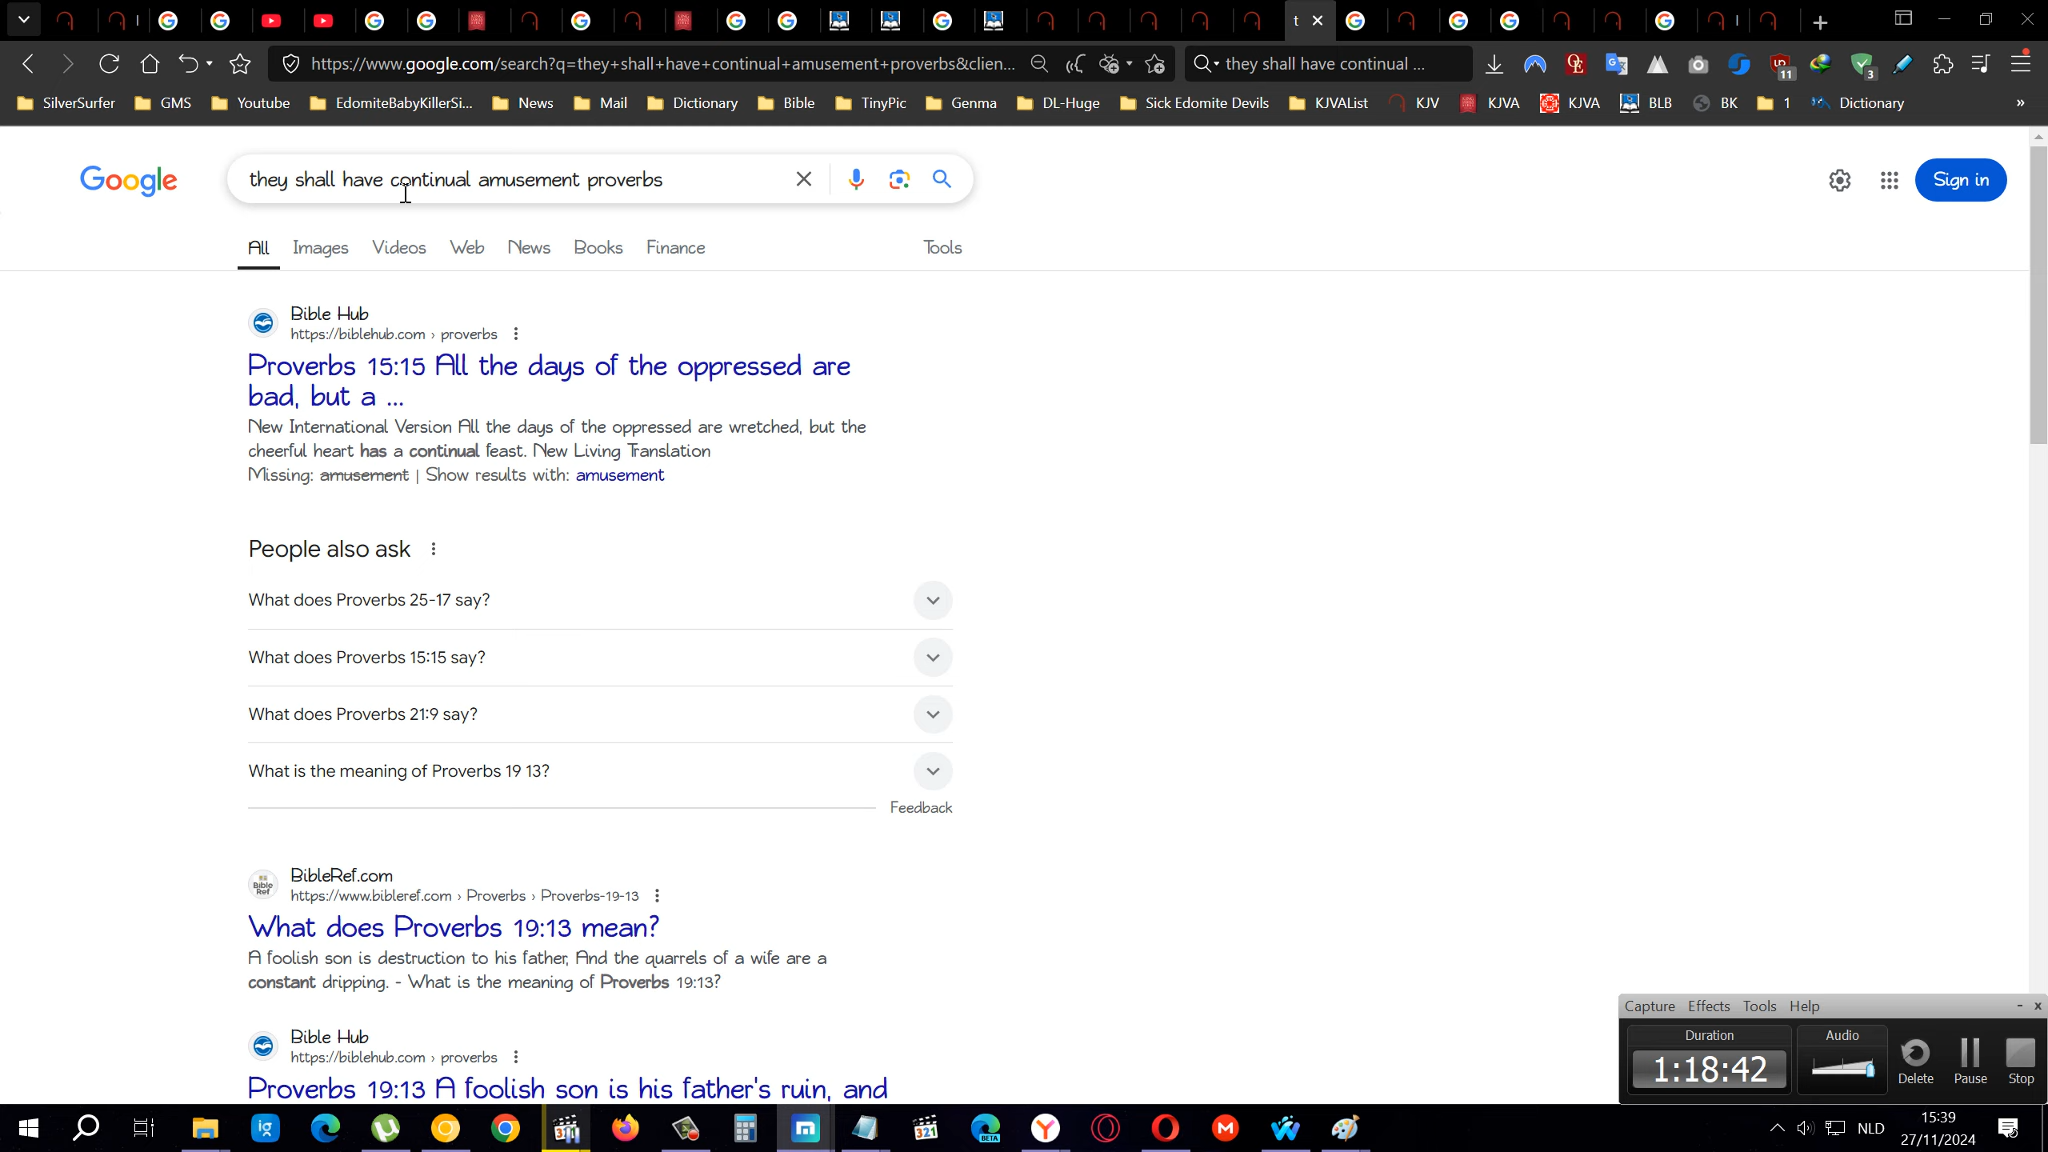 t
https://www.google.com/search?q=they+shall+have+continual+amusement+proverbs&clien...
they shall have continual ...
11
3
SilverSurfer
GMS
Youtube
EdomiteBabyKillerSi...
News
Mail
Dictionary
Bible
TinyPic
Genma
DL-Huge
Sick Edomite Devils
KJVAList
KJV
KJVA
KJVA
BLB
BK
1
Dictionary
»
Google
they shall have continual amusement proverbs
Sign in
All
Images
Videos
Web
News
Books
Finance
Tools
Bible Hub
https://biblehub.com › proverbs
Proverbs 15:15 All the days of the oppressed are
bad, but a ...
New International Version All the days of the oppressed are wretched, but the
cheerful heart has a continual feast. New Living Translation
Missing: amusement | Show results with: amusement
People also ask
What does Proverbs 25-17 say?
What does Proverbs 15:15 say?
What does Proverbs 21:9 say?
What is the meaning of Proverbs 19 13?
Feedback
BibleRef.com
https://www.bibleref.com › Proverbs › Proverbs-19-13
What does Proverbs 19:13 mean?
A foolish son is destruction to his father, And the quarrels of a wife are a
constant dripping. - What is the meaning of Proverbs 19:13?
Bible Hub
https://biblehub.com › proverbs
Proverbs 19:13 A foolish son is his father's ruin, and
Capture Effects Tools Help
Duration
Audio
1:18:42
Delete
Pause
Stop
NLD
15:39
27/11/2024